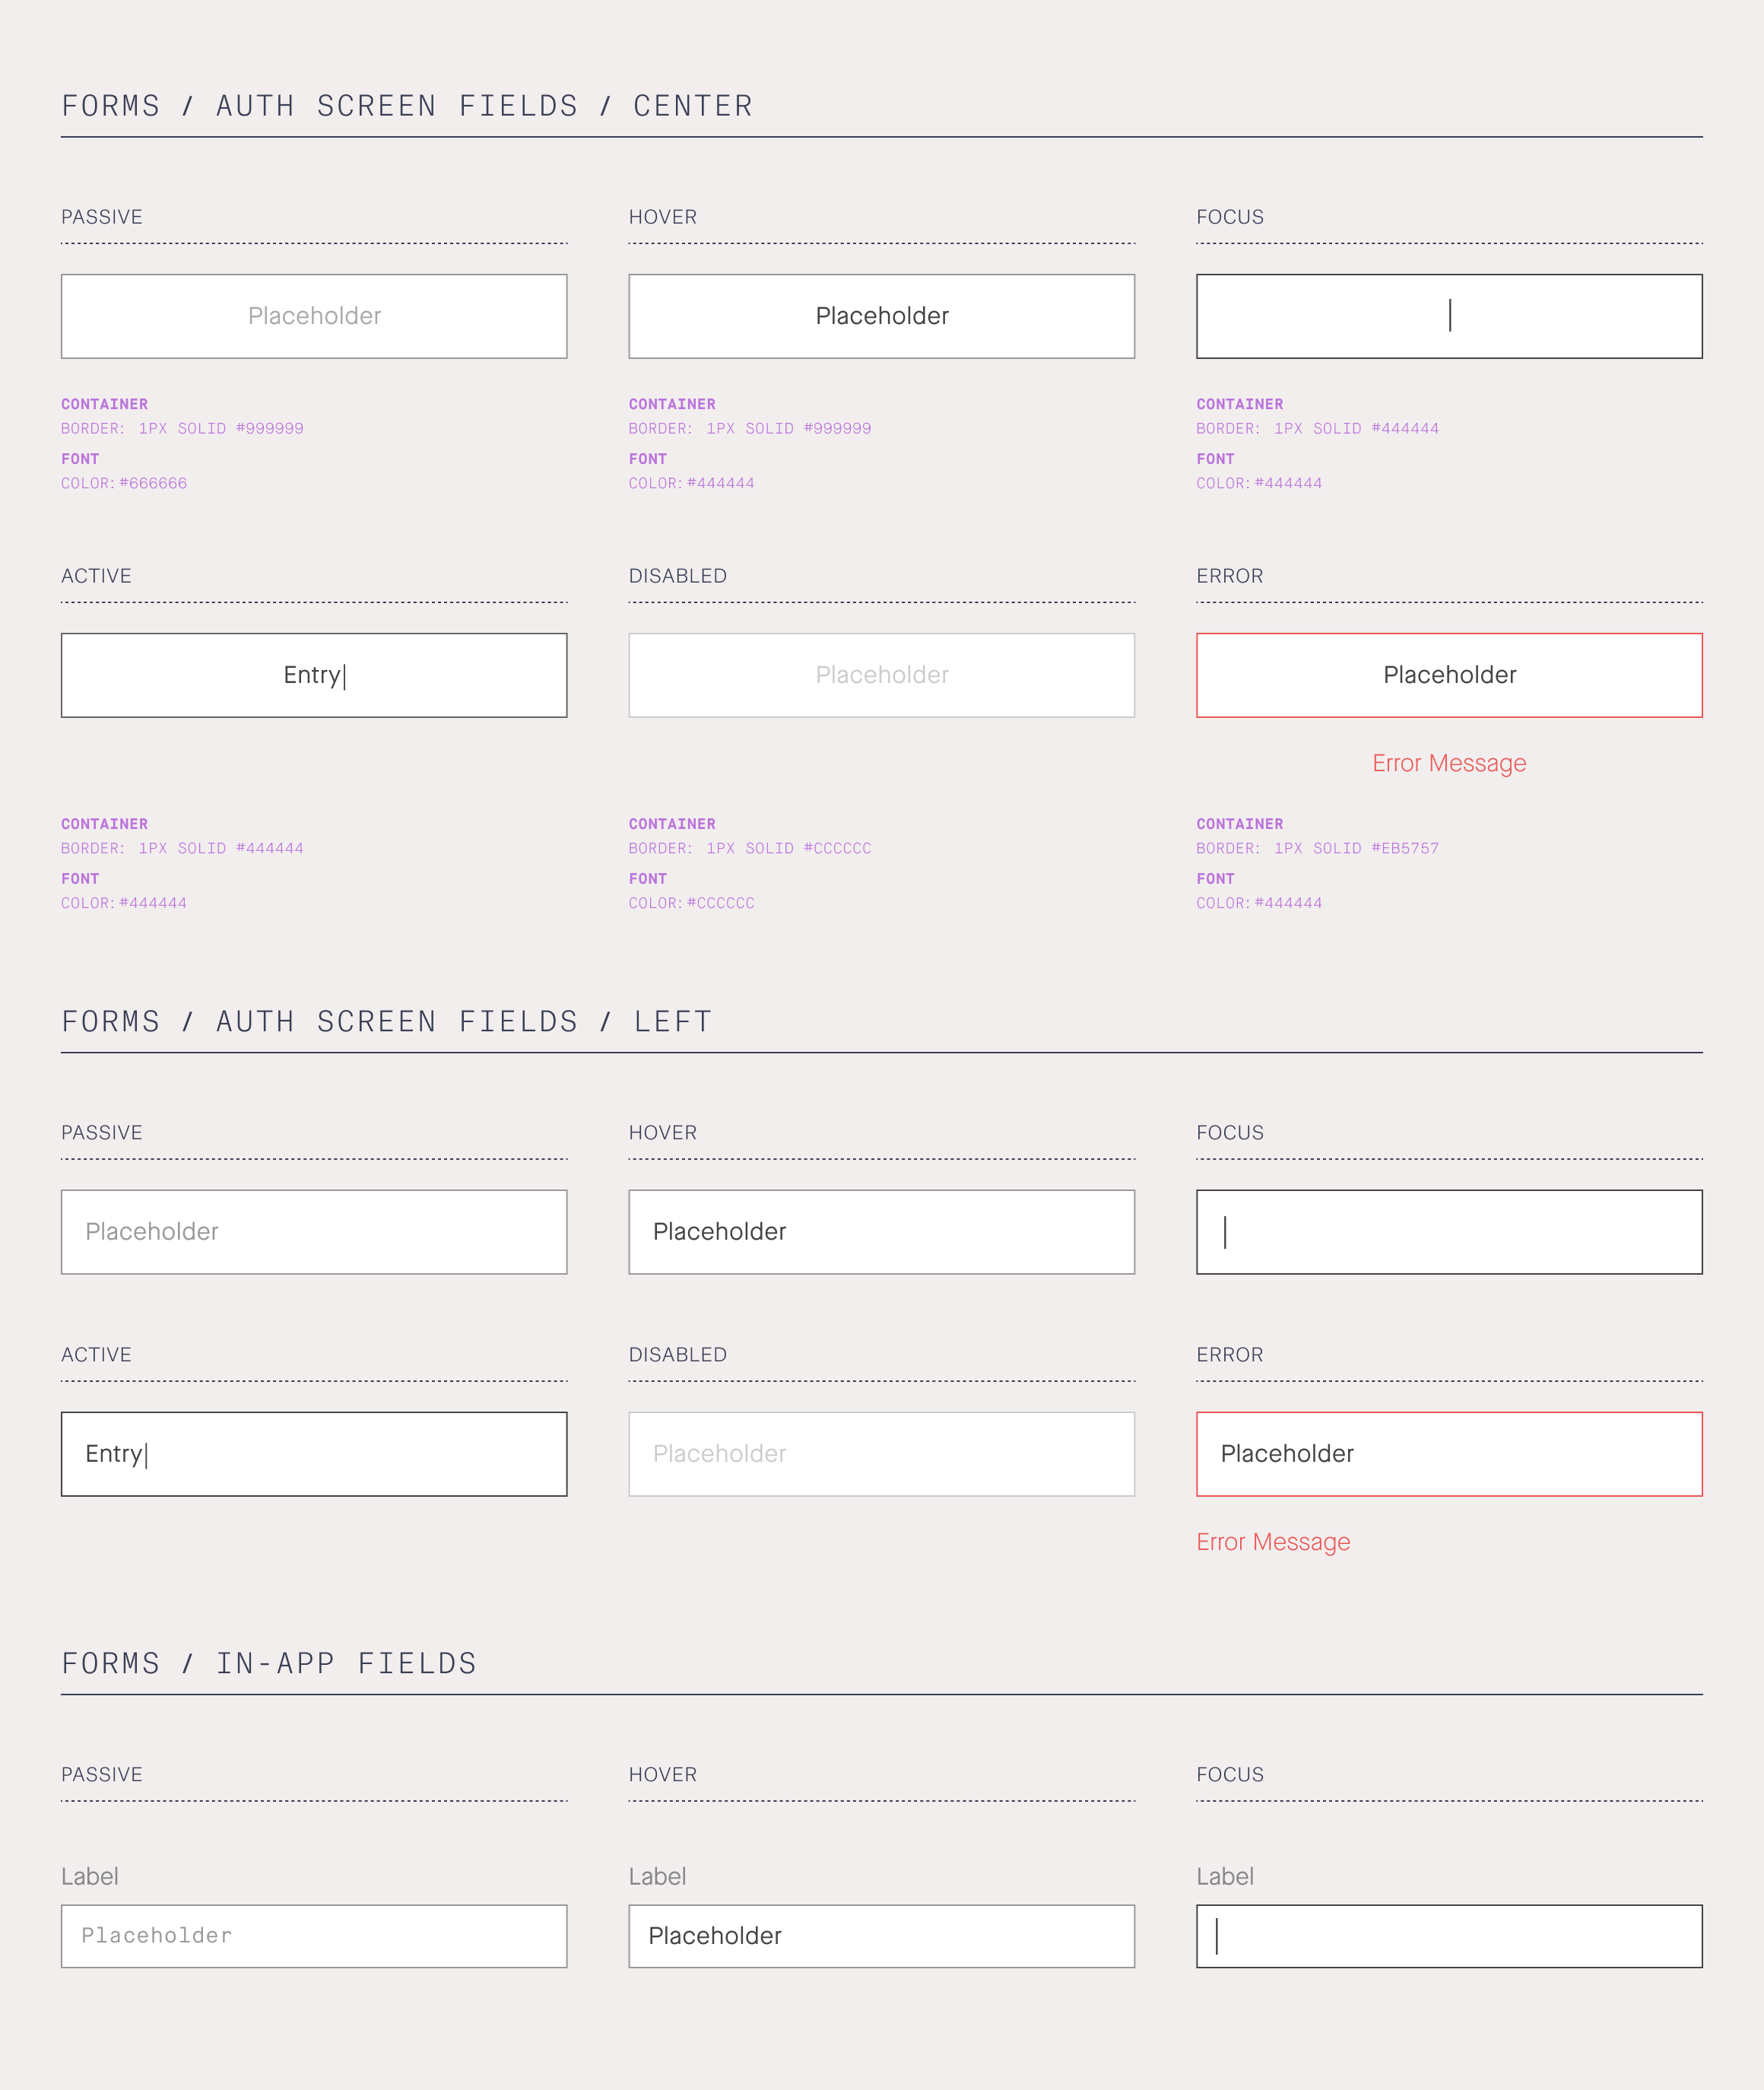 FORMS / AUTH SCREEN FIELDS / CENTER
PASSIVE
HOVER
FOCUS
Placeholder
Placeholder
CONTAINER
BORDER: 1PX SOLID #999999
FONT
COLOR:#666666
CONTAINER
BORDER: 1PX SOLID #999999
FONT
COLOR:#444444
CONTAINER
BORDER: 1PX SOLID #444444
FONT
COLOR:#444444
ACTIVE
DISABLED
ERROR
Entry
Placeholder
Placeholder
Error Message
CONTAINER
BORDER: 1PX SOLID #444444
FONT
COLOR:#444444
CONTAINER
BORDER: 1PX SOLID #CCCCCC
FONT
COLOR:#CCCCCC
CONTAINER
BORDER: 1PX SOLID #EB5757
FONT
COLOR:#444444
FORMS / AUTH SCREEN FIELDS / LEFT
PASSIVE
HOVER
FOCUS
Placeholder
Placeholder
ACTIVE
DISABLED
ERROR
Entry
Placeholder
Placeholder
Error Message
FORMS / IN-APP FIELDS
PASSIVE
HOVER
FOCUS
Label
Label
Label
Placeholder
Placeholder